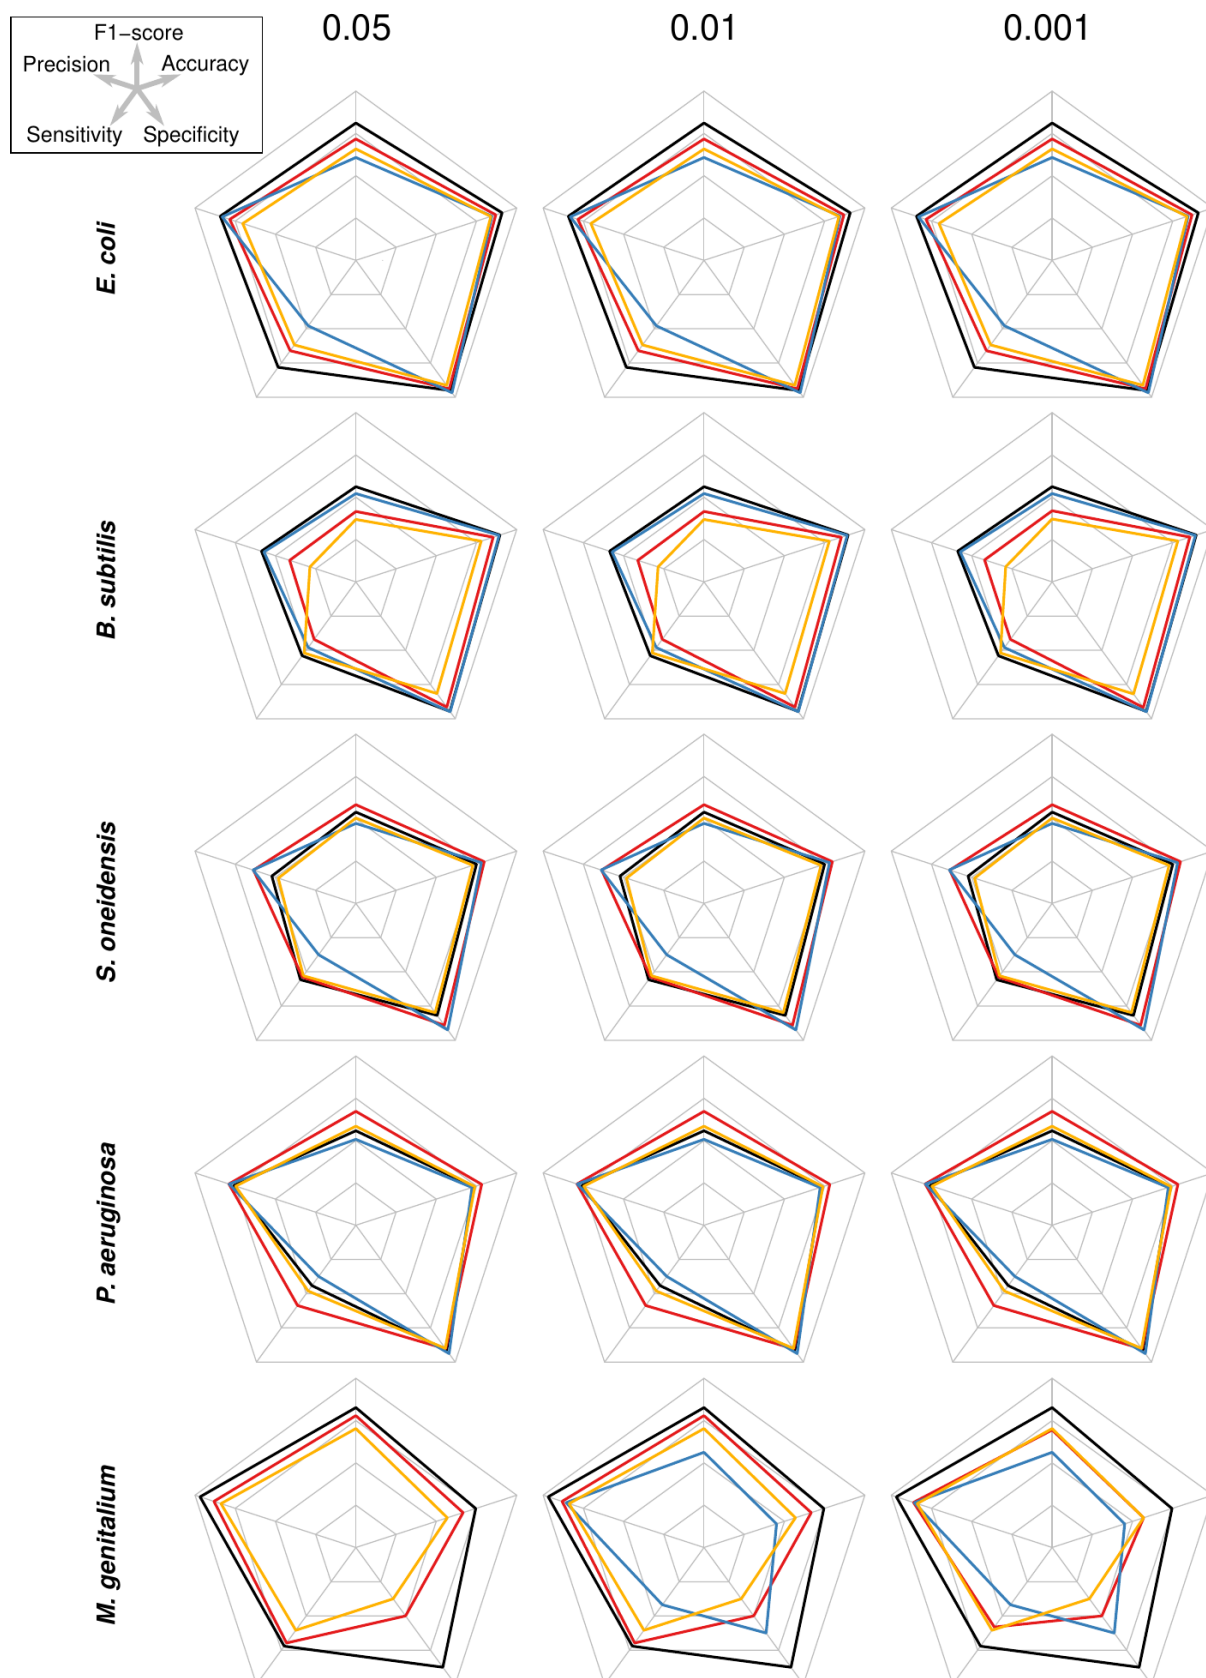 0.05
0.01
0.001
F1−score
Precision
Accuracy
Sensitivity
Specificity
E. coli
B. subtilis
S. oneidensis
P. aeruginosa
M. genitalium